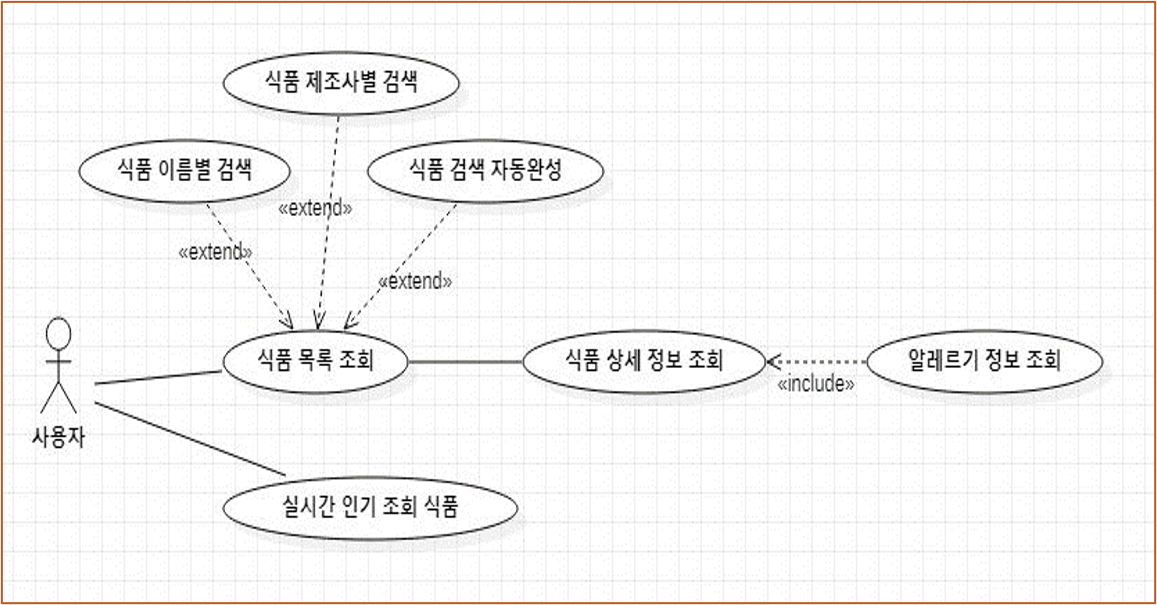 식품 제조사별 검색
식품 이름별 검색
식품 검색 자동완성
«extend»
«extend»
«extend»
식품 목록 조회
식품 상세 정보 조회
알레르기 정보 조회
«include»
사용자
실시간 인기 조회 식품